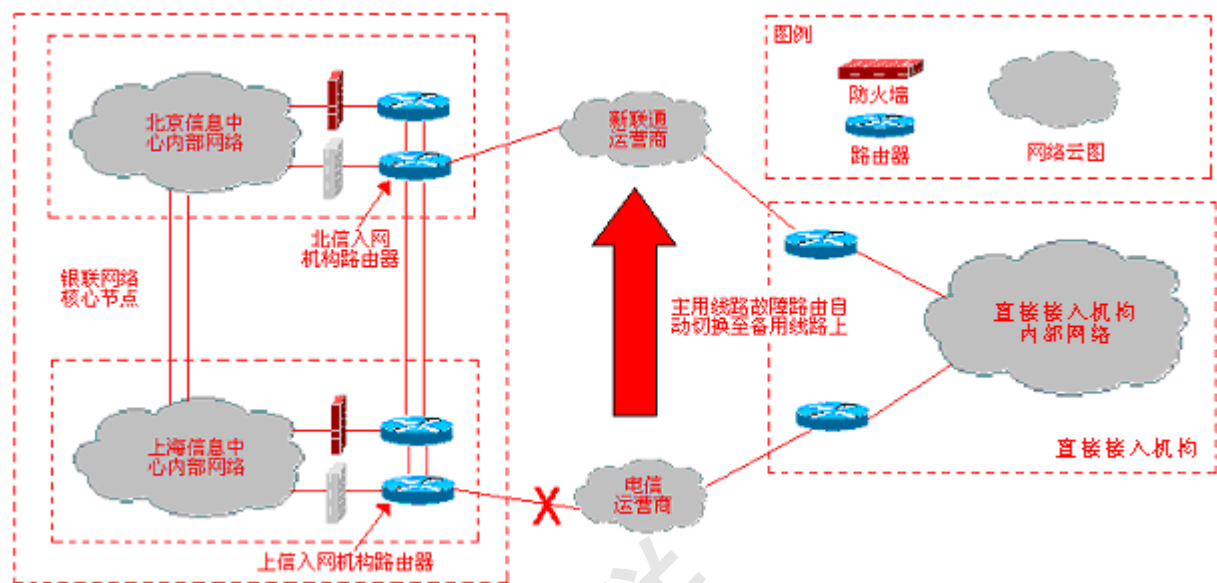 图例
防火墙
路由器
网络云图
北京信息中
心内部网络
新联通
运营商
北信入网
机构路由器
银联网络
核心节点
主用线路故障路由自
动切换至备用线路上
直接接入机构
内部网络
直接接入机构
上海信息中
心内部网络
电信
运营商
上信入网机构路由器